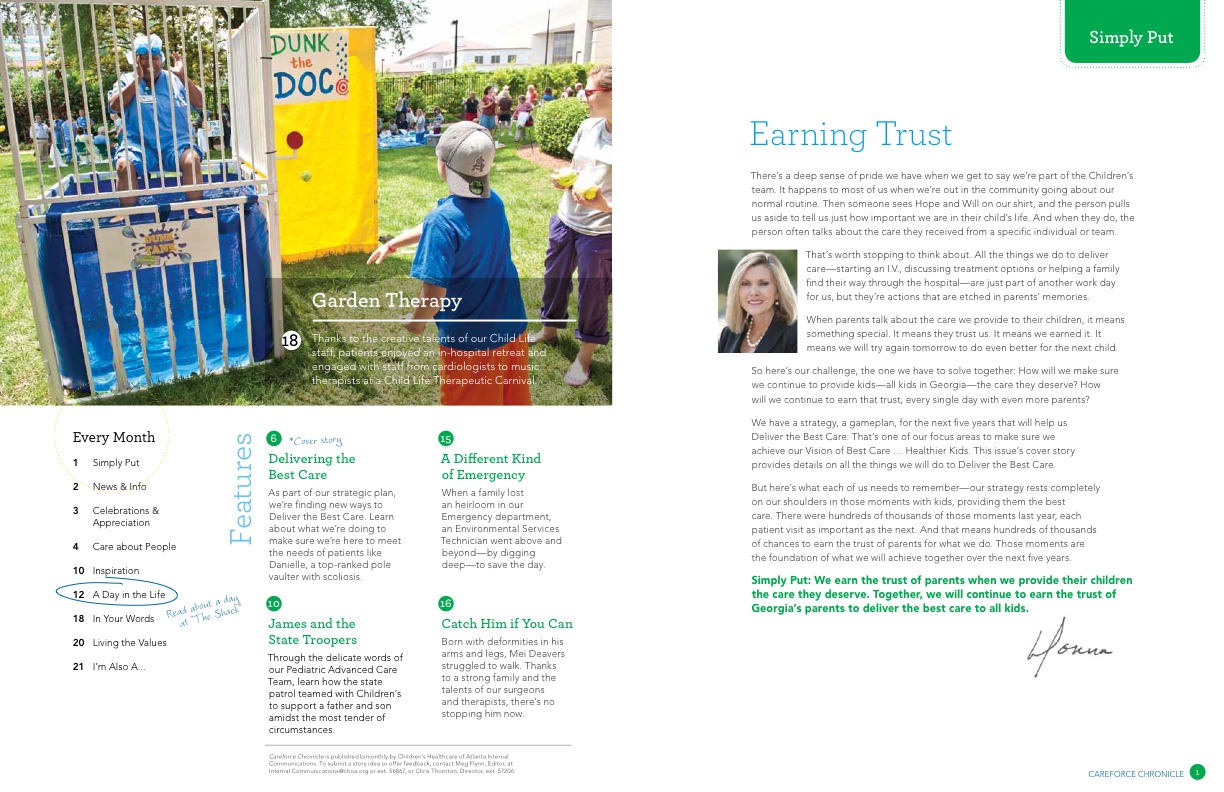 DUNK
the
DOC
DUNK
TANK
Garden Therapy
18
Thanks to the creative talents of our Child Life
staff, patients enjoyed an in-hospital retreat and
engaged with staff from cardiologists to music
therapists at a Child Life Therapeutic Carnival.
Every Month
1 Simply Put
2 News & Info
3 Celebrations &
Appreciation
4 Care about People
10 Inspiration
12 A Day in the Life
Read about a day
at "The Shack"
18 In Your Words
20 Living the Values
21 I'm Also A...
Features
6 *Cover story
Delivering the
Best Care
As part of our strategic plan,
we're finding new ways to
Deliver the Best Care. Learn
about what we're doing to
make sure we're here to meet
the needs of patients like
Danielle, a top-ranked pole
vaulter with scoliosis.
10
James and the
State Troopers
Through the delicate words of
our Pediatric Advanced Care
Team, learn how the state
patrol teamed with Children's
to support a father and son
amidst the most tender of
circumstances.
15
A Different Kind
of Emergency
When a family lost
an heirloom in our
Emergency department,
an Environmental Services
Technician went above and
beyond—by digging
deep—to save the day.
16
Catch Him if You Can
Born with deformities in his
arms and legs, Mei Deavers
struggled to walk. Thanks
to a strong family and the
talents of our surgeons
and therapists, there's no
stopping him now.
Careforce Chronicle is published bimonthly by Children's Healthcare of Atlanta Internal
Communications. To submit a story idea or offer feedback, contact Meg Flynn, Editor, at
Internal.Communications@choa.org or ext. 56867, or Chris Thornton, Director, ext. 57206.
Simply Put
Earning Trust
There's a deep sense of pride we have when we get to say we're part of the Children's
team. It happens to most of us when we're out in the community going about our
normal routine. Then someone sees Hope and Will on our shirt, and the person pulls
us aside to tell us just how important we are in their child's life. And when they do, the
person often talks about the care they received from a specific individual or team.
That's worth stopping to think about. All the things we do to deliver
care—starting an I.V., discussing treatment options or helping a family
find their way through the hospital—are just part of another work day
for us, but they're actions that are etched in parents' memories.
When parents talk about the care we provide to their children, it means
something special. It means they trust us. It means we earned it. It
means we will try again tomorrow to do even better for the next child.
So here's our challenge, the one we have to solve together: How will we make sure
we continue to provide kids—all kids in Georgia—the care they deserve? How
will we continue to earn that trust, every single day with even more parents?
We have a strategy, a gameplan, for the next five years that will help us
Deliver the Best Care. That's one of our focus areas to make sure we
achieve our Vision of Best Care … Healthier Kids. This issue's cover story
provides details on all the things we will do to Deliver the Best Care.
But here's what each of us needs to remember—our strategy rests completely
on our shoulders in those moments with kids, providing them the best
care. There were hundreds of thousands of those moments last year, each
patient visit as important as the next. And that means hundreds of thousands
of chances to earn the trust of parents for what we do. Those moments are
the foundation of what we will achieve together over the next five years.
Simply Put: We earn the trust of parents when we provide their children
the care they deserve. Together, we will continue to earn the trust of
Georgia's parents to deliver the best care to all kids.
Donna
CAREFORCE CHRONICLE 1